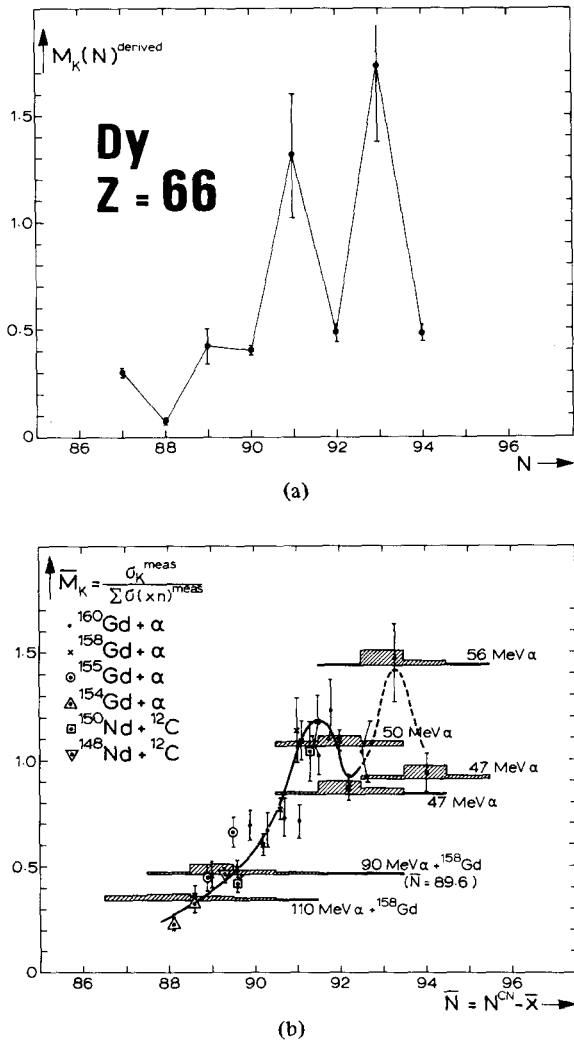 M_K(N)^derived
Dy
Z = 66
1.5
1.0
0.5
0
86 88 90 92 94 96
N
(a)
M̄_K = σ_K^meas / Σσ(xn)^meas
· ¹⁶⁰Gd + α
× ¹⁵⁸Gd + α
⊙ ¹⁵⁵Gd + α
¹⁵⁴Gd + α
¹⁵⁰Nd + ¹²C
¹⁴⁸Nd + ¹²C
2.0
1.5
1.0
0.5
0
56 MeV α
50 MeV α
47 MeV α
47 MeV α
90 MeV α + ¹⁵⁸Gd
(N̄ = 89.6)
110 MeV α + ¹⁵⁸Gd
86 88 90 92 94 96
N̄ = N^CN - x̄
(b)